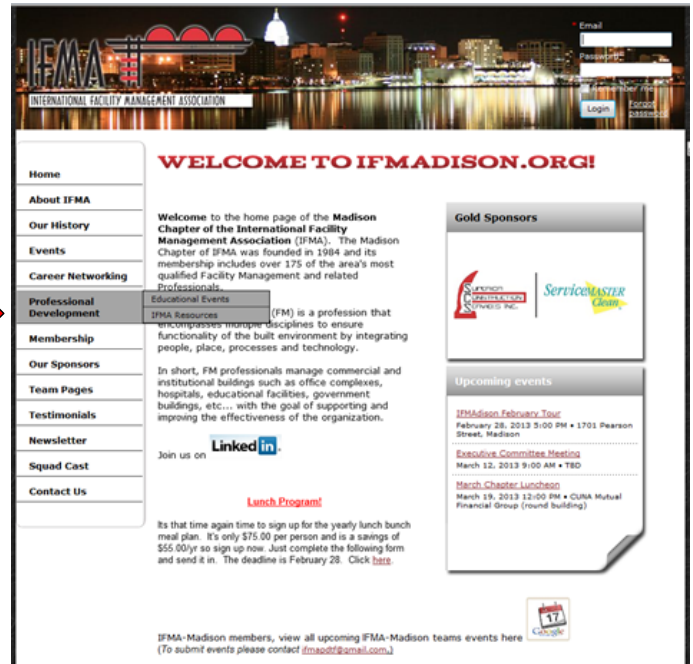 IFMA
INTERNATIONAL FACILITY MANAGEMENT ASSOCIATION
* Email
Password
Remember me
Login
Forgot
password
WELCOME TO IFMADISON.ORG!
Home
About IFMA
Our History
Events
Career Networking
Professional
Development
Educational Events
IFMA Resources
Membership
Our Sponsors
Team Pages
Testimonials
Newsletter
Squad Cast
Contact Us
Welcome to the home page of the Madison
Chapter of the International Facility
Management Association (IFMA).  The Madison
Chapter of IFMA was founded in 1984 and its
membership includes over 175 of the area's most
qualified Facility Management and related
Professionals.
(FM) is a profession that
encompasses multiple disciplines to ensure
functionality of the built environment by integrating
people, place, processes and technology.
In short, FM professionals manage commercial and
institutional buildings such as office complexes,
hospitals, educational facilities, government
buildings, etc... with the goal of supporting and
improving the effectiveness of the organization.
Join us on Linked in.
Lunch Program!
Its that time again time to sign up for the yearly lunch bunch
meal plan.  It's only $75.00 per person and is a savings of
$55.00/yr so sign up now. Just complete the following form
and send it in.  The deadline is February 28.  Click here.
17
Google
IFMA-Madison members, view all upcoming IFMA-Madison teams events here
(To submit events please contact ifmapdtf@gmail.com.)
Gold Sponsors
SUPERIOR
CONSTRUCTION
SERVICES INC.
ServiceMASTER
Clean
Upcoming events
IFMAdison February Tour
February 28, 2013 5:00 PM • 1701 Pearson
Street, Madison
Executive Committee Meeting
March 12, 2013 9:00 AM • TBD
March Chapter Luncheon
March 19, 2013 12:00 PM • CUNA Mutual
Financial Group (round building)